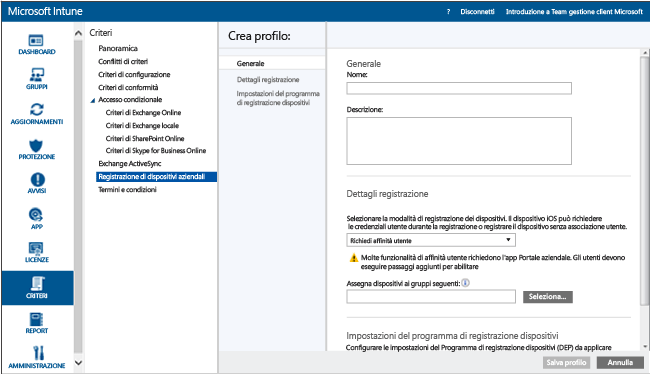 Microsoft Intune
?
Disconnetti
Introduzione a Team gestione client Microsoft
DASHBOARD
GRUPPI
AGGIORNAMENTI
PROTEZIONE
AVVISI
APP
LICENZE
CRITERI
REPORT
AMMINISTRAZIONE
Criteri
Panoramica
Conflitti di criteri
Criteri di configurazione
Criteri di conformità
Accesso condizionale
Criteri di Exchange Online
Criteri di Exchange locale
Criteri di SharePoint Online
Criteri di Skype for Business Online
Exchange ActiveSync
Registrazione di dispositivi aziendali
Termini e condizioni
Crea profilo:
Generale
Dettagli registrazione
Impostazioni del programma
di registrazione dispositivi
Generale
Nome:
Descrizione:
Dettagli registrazione
Selezionare la modalità di registrazione dei dispositivi. Il dispositivo iOS può richiedere
le credenziali utente durante la registrazione o registrare il dispositivo senza associazione utente.
Richiedi affinità utente
Molte funzionalità di affinità utente richiedono l'app Portale aziendale. Gli utenti devono
eseguire passaggi aggiunti per abilitare
Assegna dispositivi ai gruppi seguenti:
Seleziona...
Impostazioni del programma di registrazione dispositivi
Configurare le impostazioni del Programma di registrazione dispositivi (DEP) da applicare
Salva profilo
Annulla